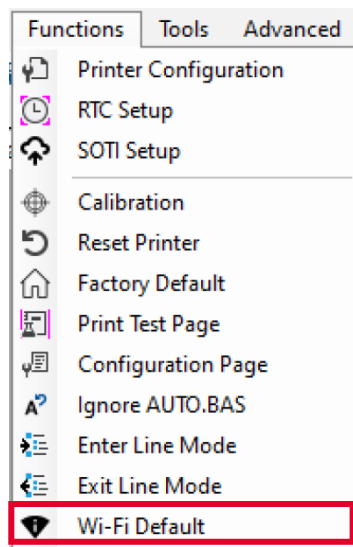 Functions Tools Advanced
Printer Configuration
RTC Setup
SOTI Setup
Calibration
Reset Printer
Factory Default
Print Test Page
Configuration Page
Ignore AUTO.BAS
Enter Line Mode
Exit Line Mode
Wi-Fi Default